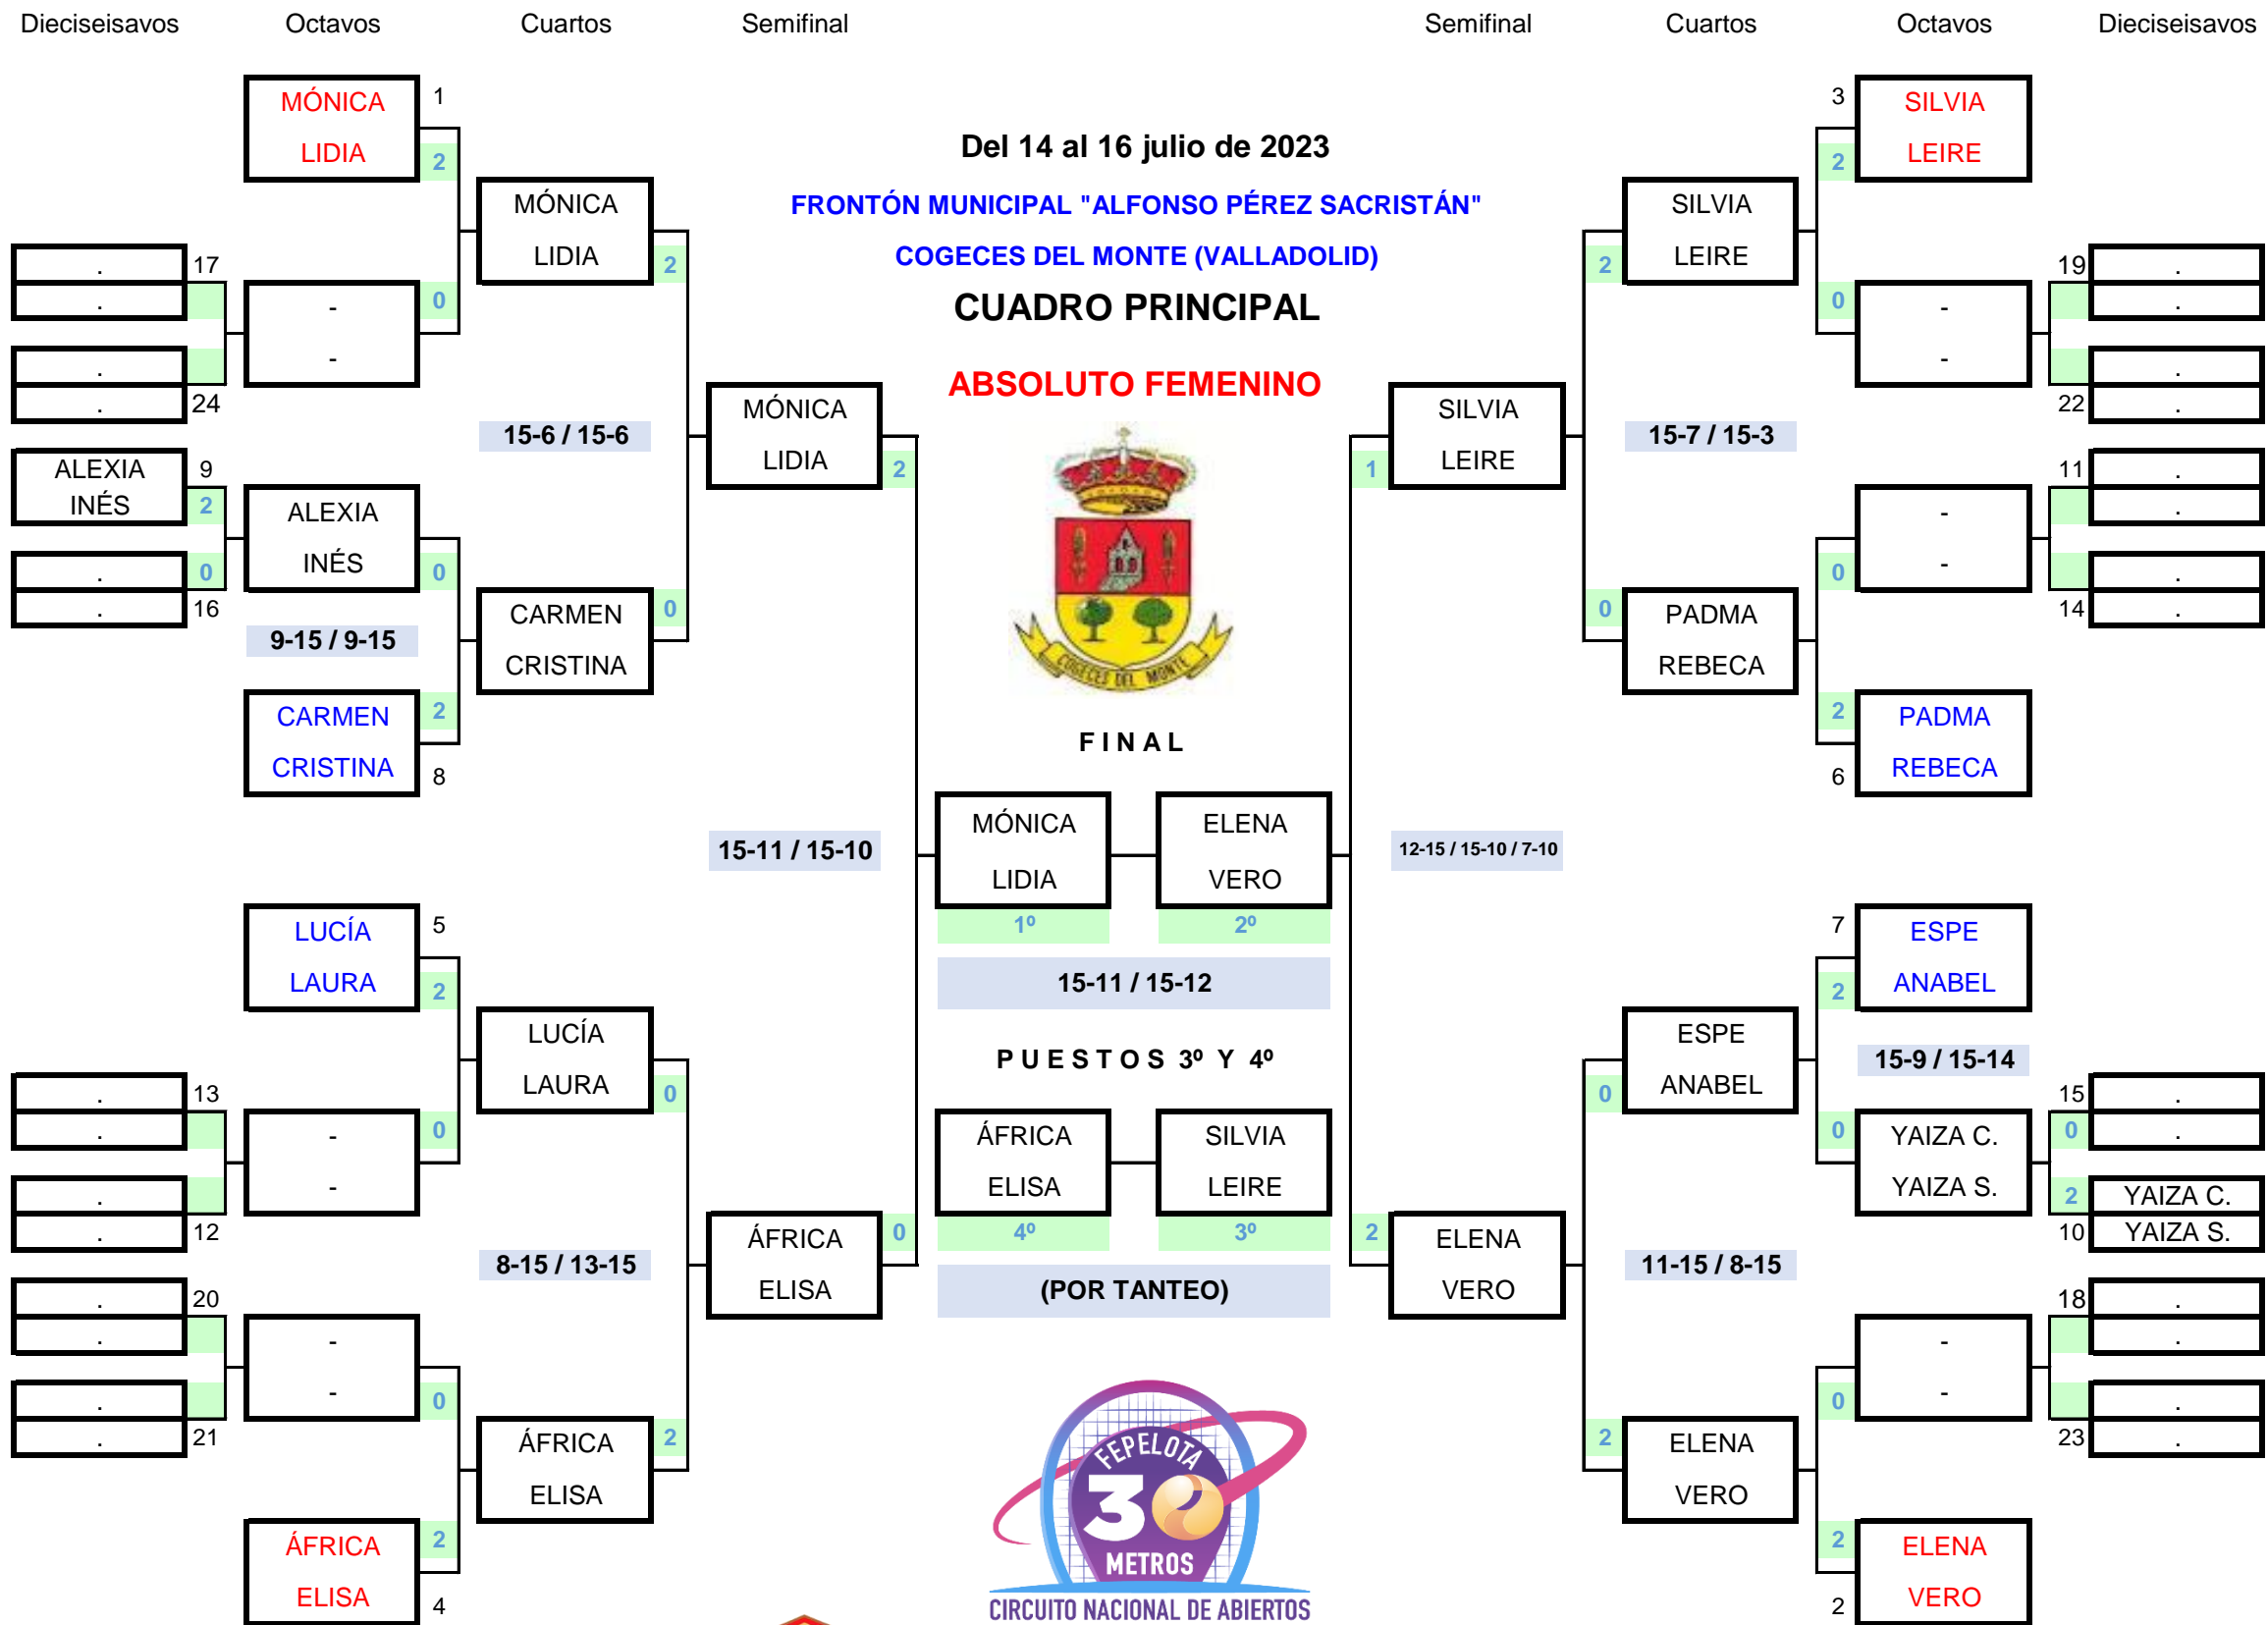 Dieciseisavos Octavos Cuartos Semifinal Semifinal Cuartos Octavos Dieciseisavos
MÓNICA 1 3 SILVIA
LIDIA 2 2 LEIRE
Del 14 al 16 julio de 2023
MÓNICA FRONTÓN MUNICIPAL "ALFONSO PÉREZ SACRISTÁN" SILVIA
LIDIA 2 COGECES DEL MONTE (VALLADOLID) 2 LEIRE
. 17 19 .
. - 0 CUADRO PRINCIPAL 0 - .
. - - .
. 24 22 .
ABSOLUTO FEMENINO
MÓNICA SILVIA
15-6 / 15-6 15-7 / 15-3
LIDIA 2 1 LEIRE
ALEXIA 9 11 .
INÉS 2 .
ALEXIA -
INÉS 0 0 -
. 0 .
. 16 14 .
CARMEN 0 0 PADMA
9-15 / 9-15
CRISTINA REBECA
COGECES DEL MONTE
CARMEN 2 2 PADMA
CRISTINA 8 6 REBECA
F I N A L
MÓNICA ELENA
15-11 / 15-10 12-15 / 15-10 / 7-10
LIDIA VERO
1º 2º
LUCÍA 5 7 ESPE
LAURA 2 2 ANABEL
15-11 / 15-12
LUCÍA ESPE
P U E S T O S 3º Y 4º 15-9 / 15-14
LAURA 0 0 ANABEL
. 13 15 .
. - 0 0 YAIZA C. 0 .
ÁFRICA SILVIA
ELISA LEIRE
. - YAIZA S. 2 YAIZA C.
. 12 10 YAIZA S.
4º 3º
ÁFRICA 0 2 ELENA
8-15 / 13-15 11-15 / 8-15
ELISA (POR TANTEO) VERO
. 20 18 .
. - - .
. - 0 0 - .
. 21 23 .
ÁFRICA 2 2 ELENA
ELISA VERO
FEPELOTA
30
METROS
CIRCUITO NACIONAL DE ABIERTOS
ÁFRICA 2 2 ELENA
ELISA 4 2 VERO